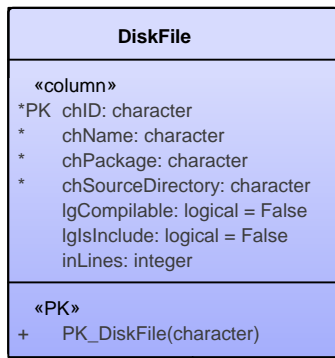 DiskFile
«column»
*PK chID: character
* chName: character
* chPackage: character
* chSourceDirectory: character
lgCompilable: logical = False
lgIsInclude: logical = False
inLines: integer
«PK»
+ PK_DiskFile(character)